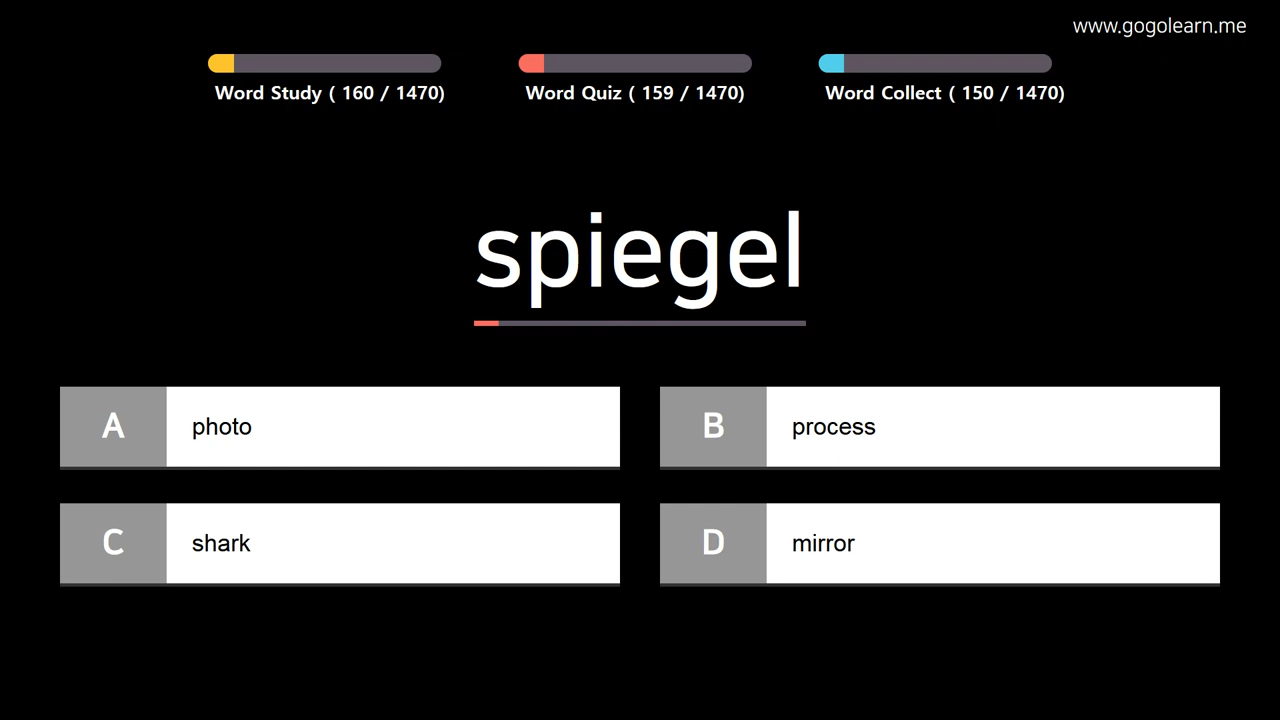 www.gogolearn.me
Word Study ( 160 / 1470)
Word Quiz ( 159 / 1470)
Word Collect ( 150 / 1470)
spiegel
A photo
B process
C shark
D mirror